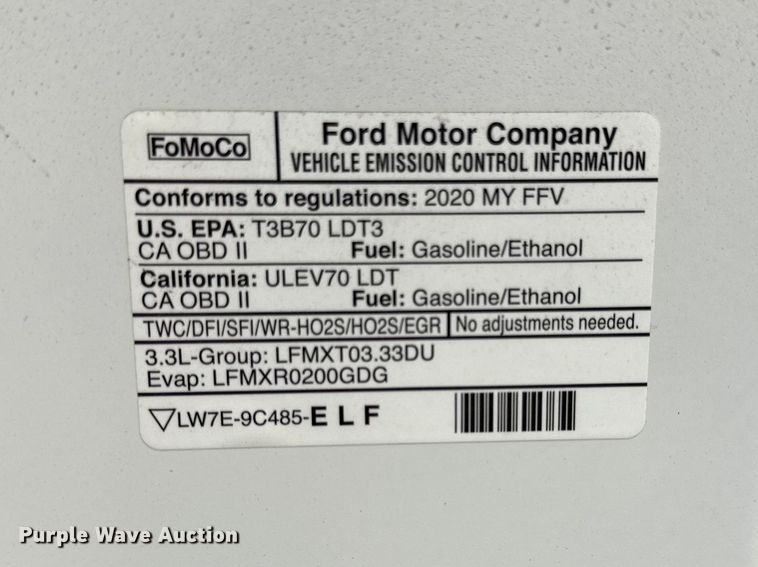 FoMoCo
Ford Motor Company
VEHICLE EMISSION CONTROL INFORMATION
Conforms to regulations: 2020 MY FFV
U.S. EPA: T3B70 LDT3
CA OBD II Fuel: Gasoline/Ethanol
California: ULEV70 LDT
CA OBD II Fuel: Gasoline/Ethanol
TWC/DFI/SFI/WR-HO2S/HO2S/EGR No adjustments needed.
3.3L-Group: LFMXT03.33DU
Evap: LFMXR0200GDG
LW7E-9C485-E L F
Purple Wave Auction